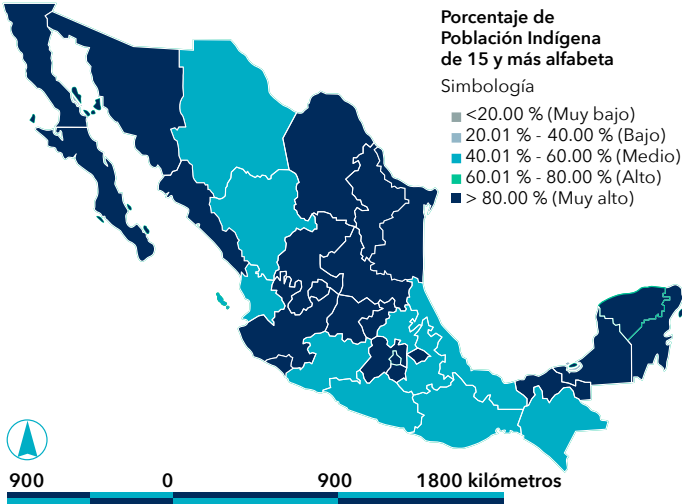 Porcentaje de
Población Indígena
de 15 y más alfabeta
Simbología
<20.00 % (Muy bajo)
20.01 % - 40.00 % (Bajo)
40.01 % - 60.00 % (Medio)
60.01 % - 80.00 % (Alto)
> 80.00 % (Muy alto)
900 0 900 1800 kilómetros